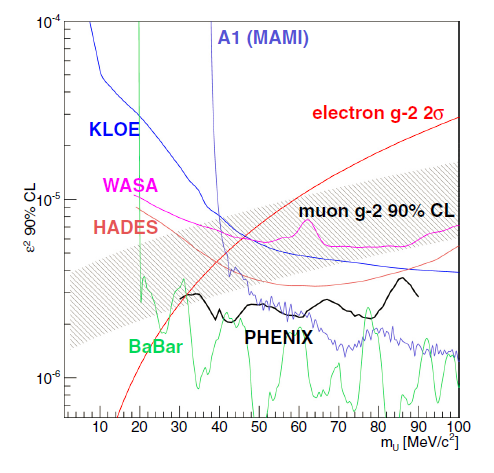 10⁻⁴
A1 (MAMI)
electron g-2 2σ
KLOE
WASA
10⁻⁵
muon g-2 90% CL
HADES
ε² 90% CL
PHENIX
BaBar
10⁻⁶
10 20 30 40 50 60 70 80 90 100
m_U [MeV/c²]